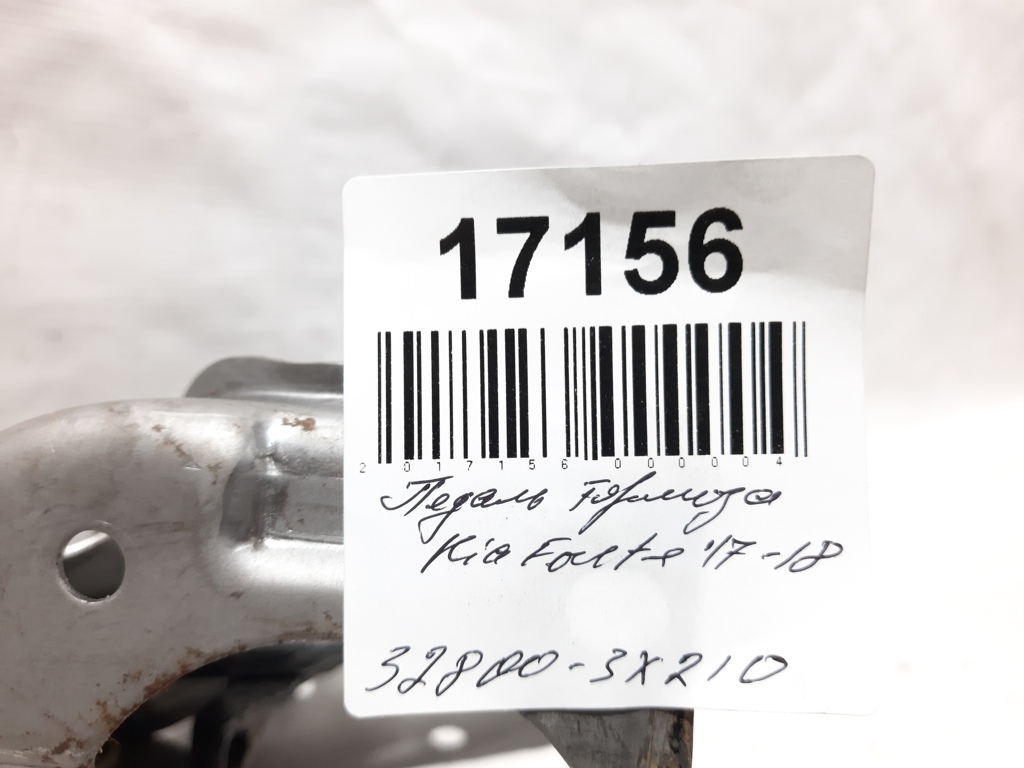 17156
2 017156 000004
Педаль тормоза
Kia Forte '17-18
32800-3X210